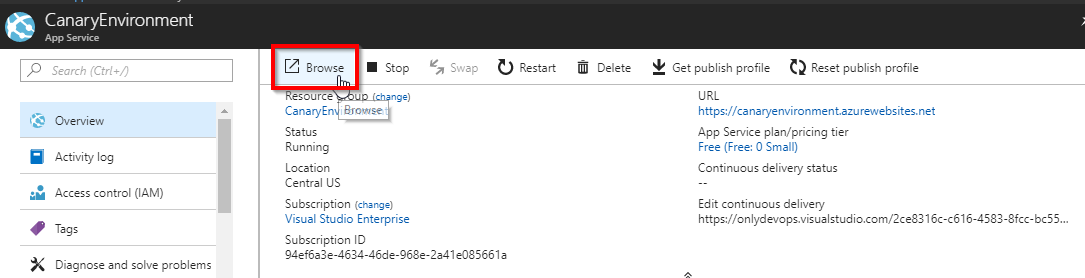 CanaryEnvironment
App Service
Search (Ctrl+/)
Overview
Activity log
Access control (IAM)
Tags
Diagnose and solve problems
Browse Stop Swap Restart Delete Get publish profile Reset publish profile
Resource group (change)
CanaryEnvironment
Browse
Status
Running
Location
Central US
Subscription (change)
Visual Studio Enterprise
Subscription ID
94ef6a3e-4634-46de-968e-2a41e085661a
URL
https://canaryenvironment.azurewebsites.net
App Service plan/pricing tier
Free (Free: 0 Small)
Continuous delivery status
--
Edit continuous delivery
https://onlydevops.visualstudio.com/2ce8316c-c616-4583-8fcc-bc55...